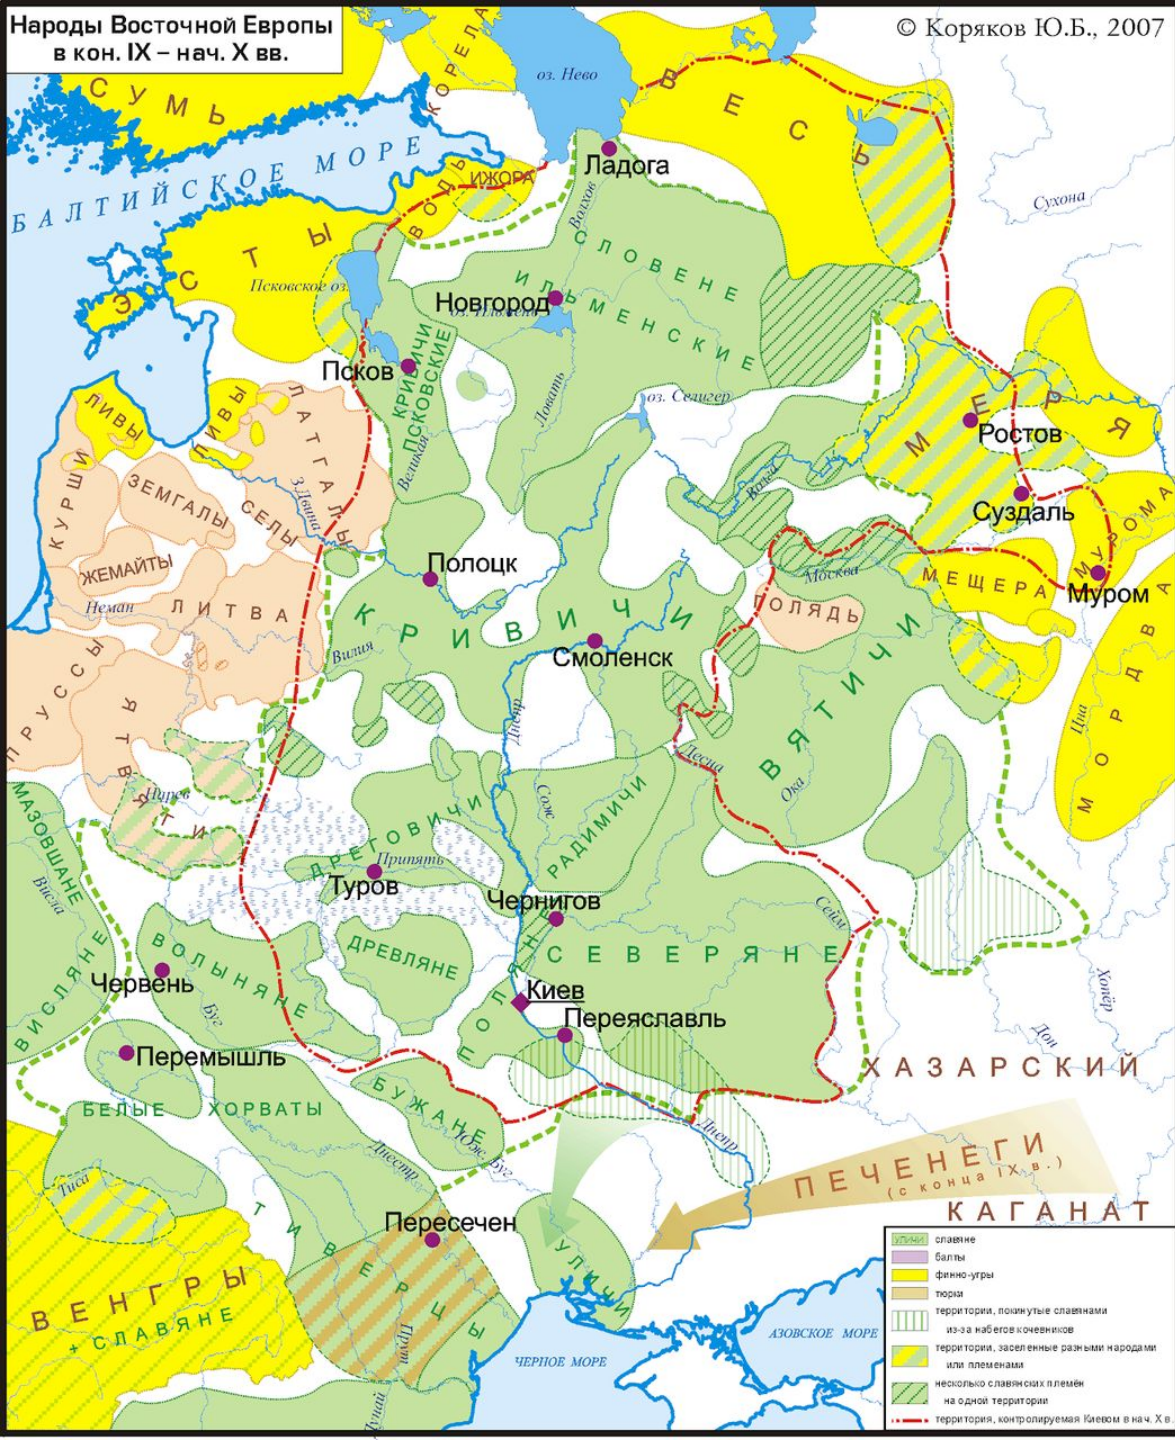 Народы Восточной Европы
в кон. IX – нач. X вв.
© Коряков Ю.Б., 2007
СУМЬ
КОРЕЛА
оз. Нево
ВЕСЬ
БАЛТИЙСКОЕ МОРЕ
Ладога
ИЖОРА
ВОДЬ
Волхов
Сухона
ЭСТЫ
СЛОВЕНЕ
ИЛЬМЕНСКИЕ
Псковское оз.
Новгород
оз. Ильмень
Псков
КРИВИЧИ
ПСКОВСКИЕ
Ловать
оз. Селигер
Великая
ЛИВЫ
ЛИВЫ
ЛАТГАЛЫ
МЕРЯ
Ростов
КУРШИ
ЗЕМГАЛЫ
СЕЛЫ
З.Двина
Волга
Суздаль
МУРОМА
ЖЕМАЙТЫ
Полоцк
Москва
МЕЩЕРА
Муром
Неман
ЛИТВА
КРИВИЧИ
ГОЛЯДЬ
Вилия
Смоленск
ПРУССЫ
ЯТВЯГИ
Днепр
ВЯТИЧИ
Цна
МОРДВА
Десна
Ока
Нарев
МАЗОВШАНЕ
Сож
ДРЕГОВИЧИ
РАДИМИЧИ
Припять
Туров
Висла
Чернигов
Сейм
ВИСЛЯНЕ
ВОЛЫНЯНЕ
ДРЕВЛЯНЕ
СЕВЕРЯНЕ
Червень
ПОЛЯНЕ
Киев
Буг
Переяславль
Хопёр
Дон
Перемышль
ХАЗАРСКИЙ
БЕЛЫЕ ХОРВАТЫ
БУЖАНЕ
Юж. Буг
Днестр
Днепр
ПЕЧЕНЕГИ
(с конца IX в.)
КАГАНАТ
Тиса
ТИВЕРЦЫ
Пересечен
УЛИЧИ
ВЕНГРЫ
+ СЛАВЯНЕ
Прут
Дунай
ЧЕРНОЕ МОРЕ
АЗОВСКОЕ МОРЕ
УЛИЧИ славяне
балты
финно-угры
тюрки
территории, покинутые славянами
из-за набегов кочевников
территории, заселенные разными народами
или племенами
несколько славянских племён
на одной территории
территория, контролируемая Киевом в нач. X в.